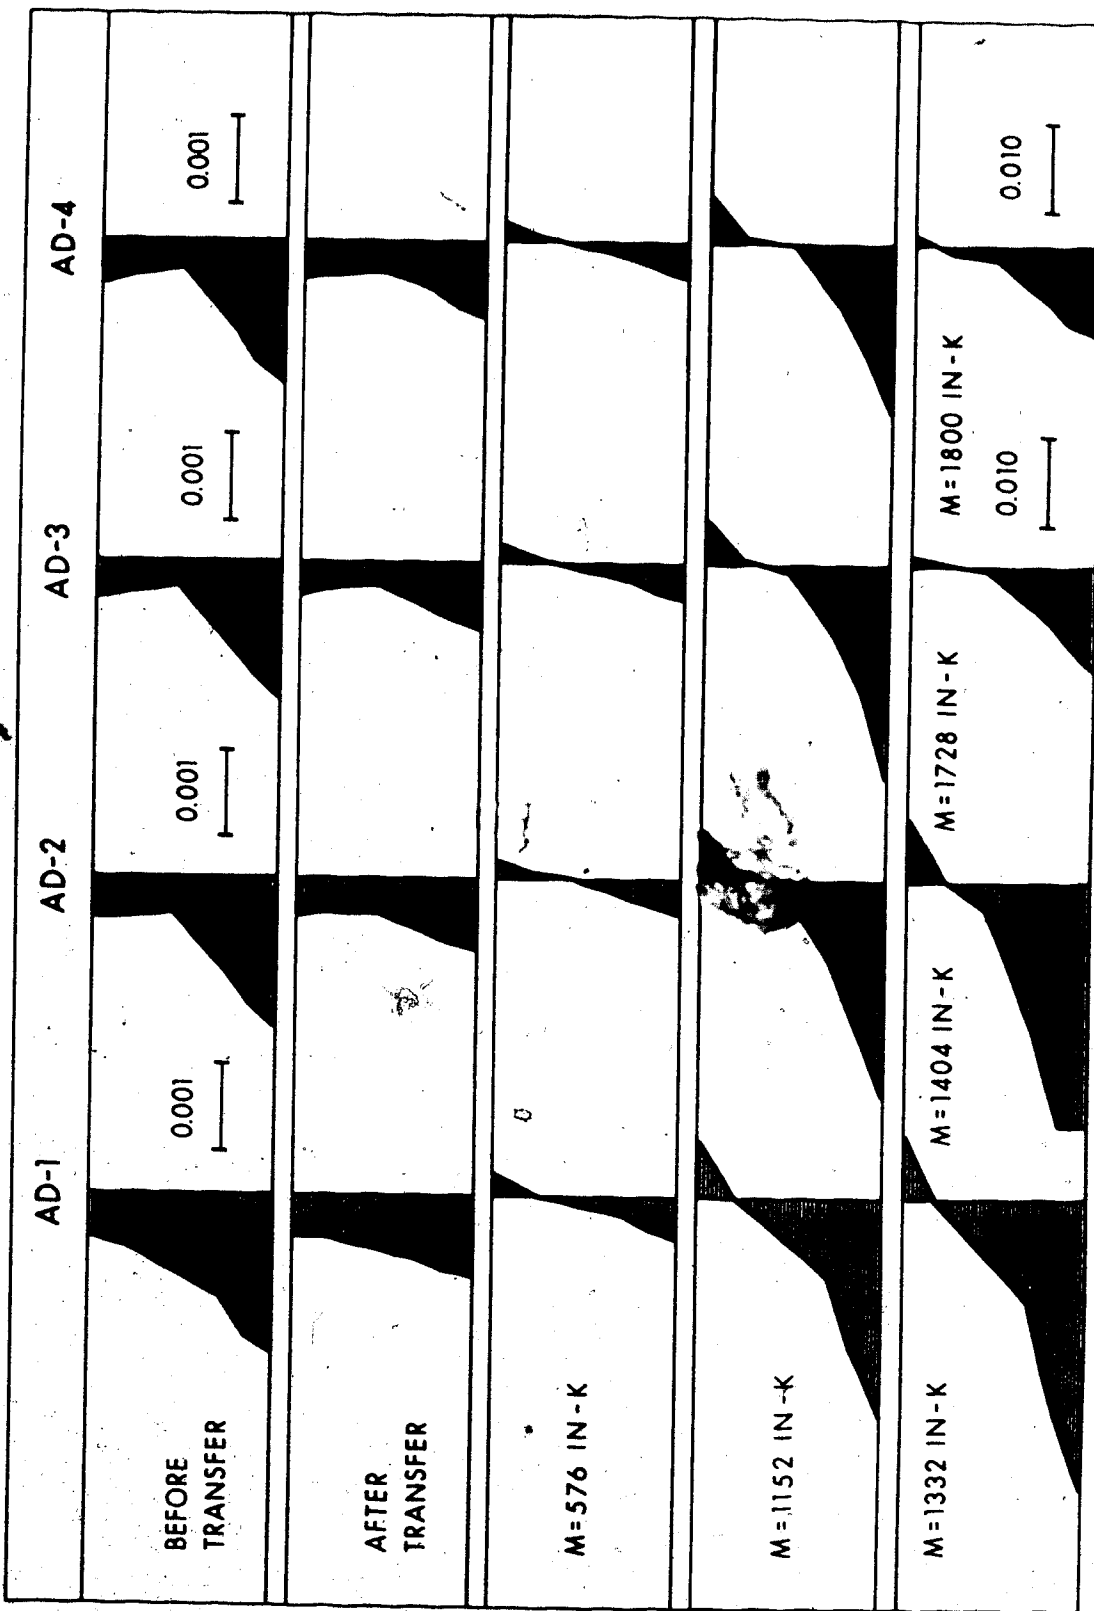 AD-1 AD-2 AD-3 AD-4
BEFORE
TRANSFER
0.001 0.001 0.001 0.001
AFTER
TRANSFER
M=576 IN-K
M=1152 IN-K
M=1332 IN-K M=1404 IN-K M=1728 IN-K M=1800 IN-K
0.010 0.010